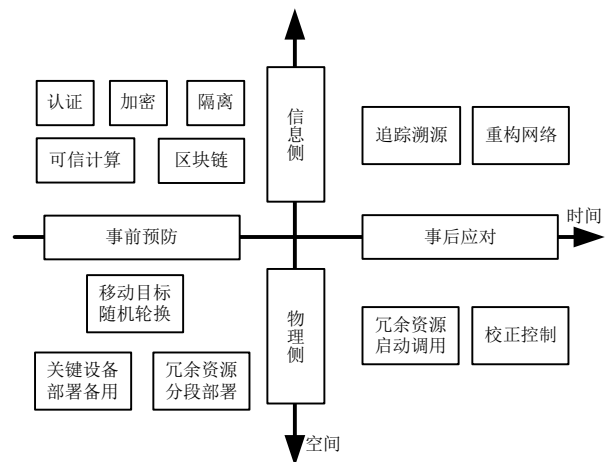 认证
加密
隔离
可信计算
区块链
信息侧
追踪溯源
重构网络
时间
事前预防
事后应对
移动目标
随机轮换
物理侧
冗余资源
启动调用
校正控制
关键设备
部署备用
冗余资源
分段部署
空间